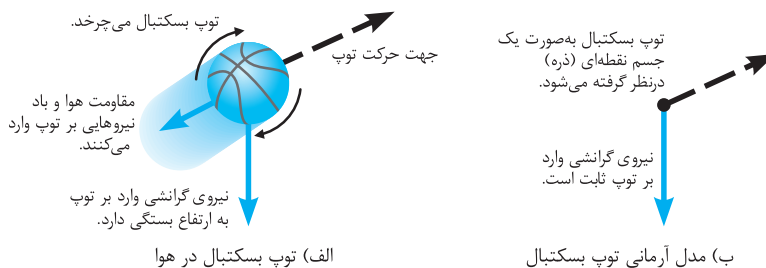 توپ بسکتبال می‌چرخد.
جهت حرکت توپ
مقاومت هوا و باد
نیروهایی بر توپ وارد
می‌کنند.
نیروی گرانشی وارد بر توپ
به ارتفاع بستگی دارد.
الف) توپ بسکتبال در هوا
توپ بسکتبال به‌صورت یک
جسم نقطه‌ای (ذره)
درنظر گرفته می‌شود.
نیروی گرانشی وارد
بر توپ ثابت است.
ب) مدل آرمانی توپ بسکتبال